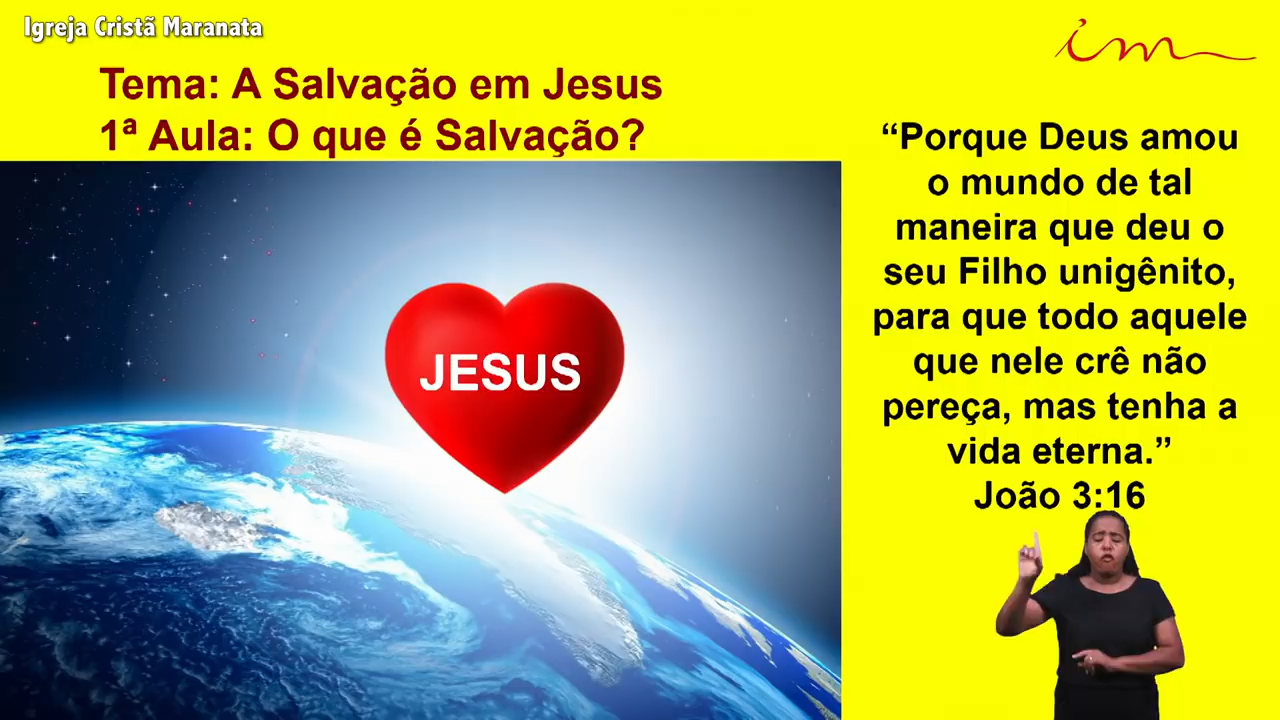 Igreja Cristã Maranata
im
Tema: A Salvação em Jesus
1ª Aula: O que é Salvação?
JESUS
“Porque Deus amou
o mundo de tal
maneira que deu o
seu Filho unigênito,
para que todo aquele
que nele crê não
pereça, mas tenha a
vida eterna.”
João 3:16